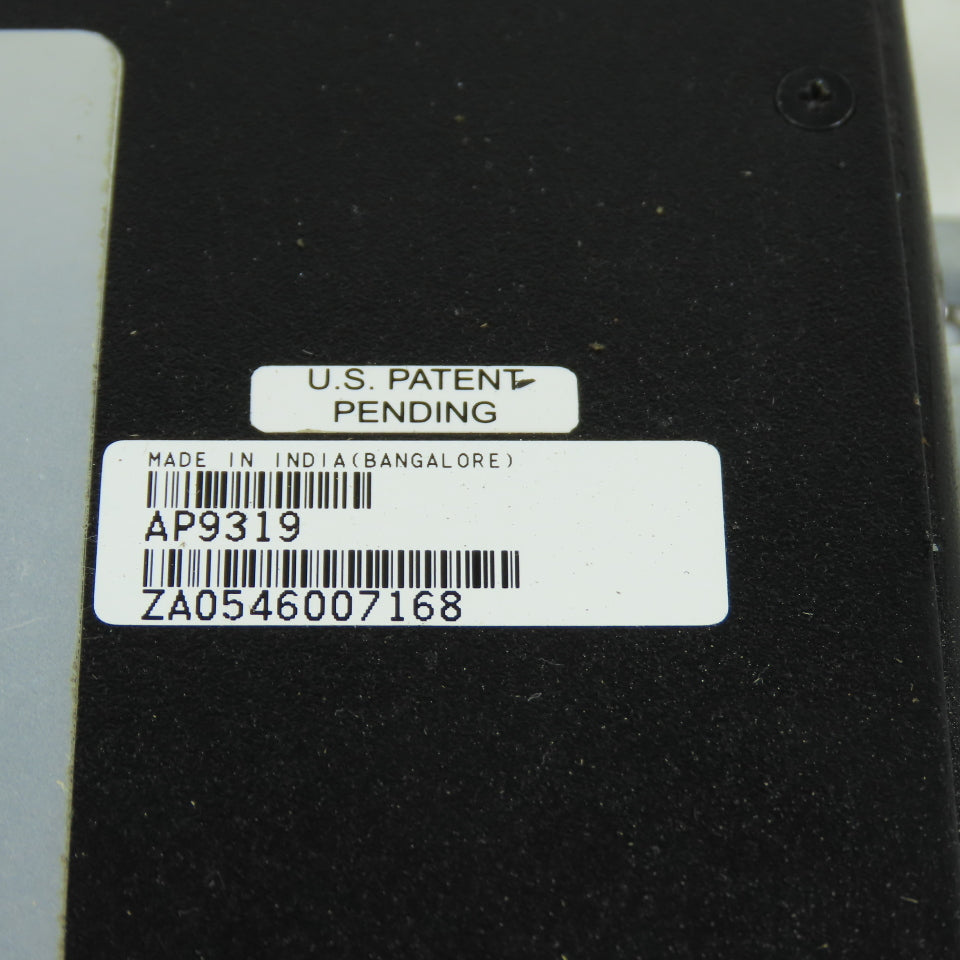 U.S. PATENT
PENDING
MADE IN INDIA(BANGALORE)
AP9319
ZA0546007168